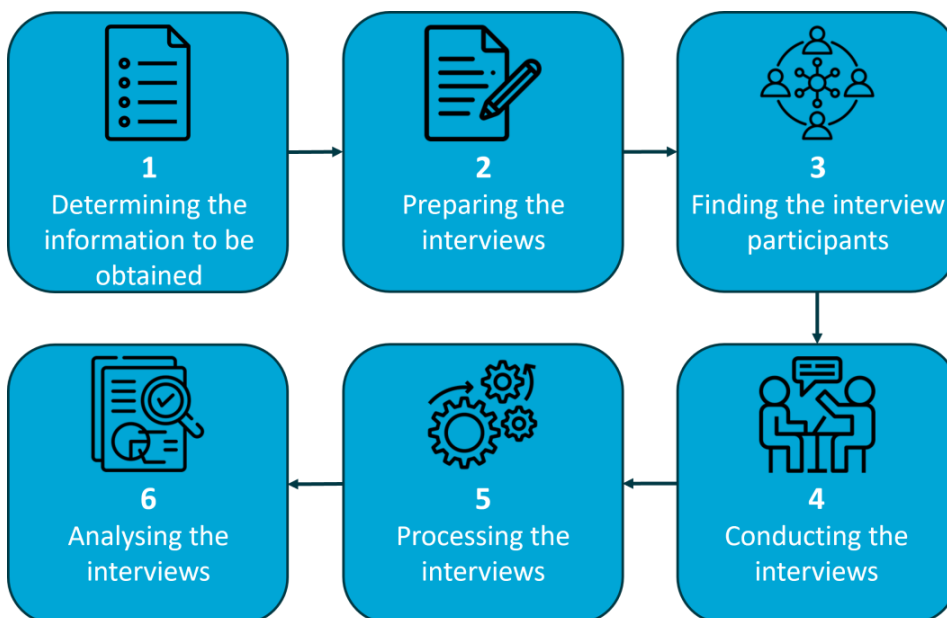 1
Determining the
information to be
obtained
2
Preparing the
interviews
3
Finding the interview
participants
4
Conducting the
interviews
5
Processing the
interviews
6
Analysing the
interviews